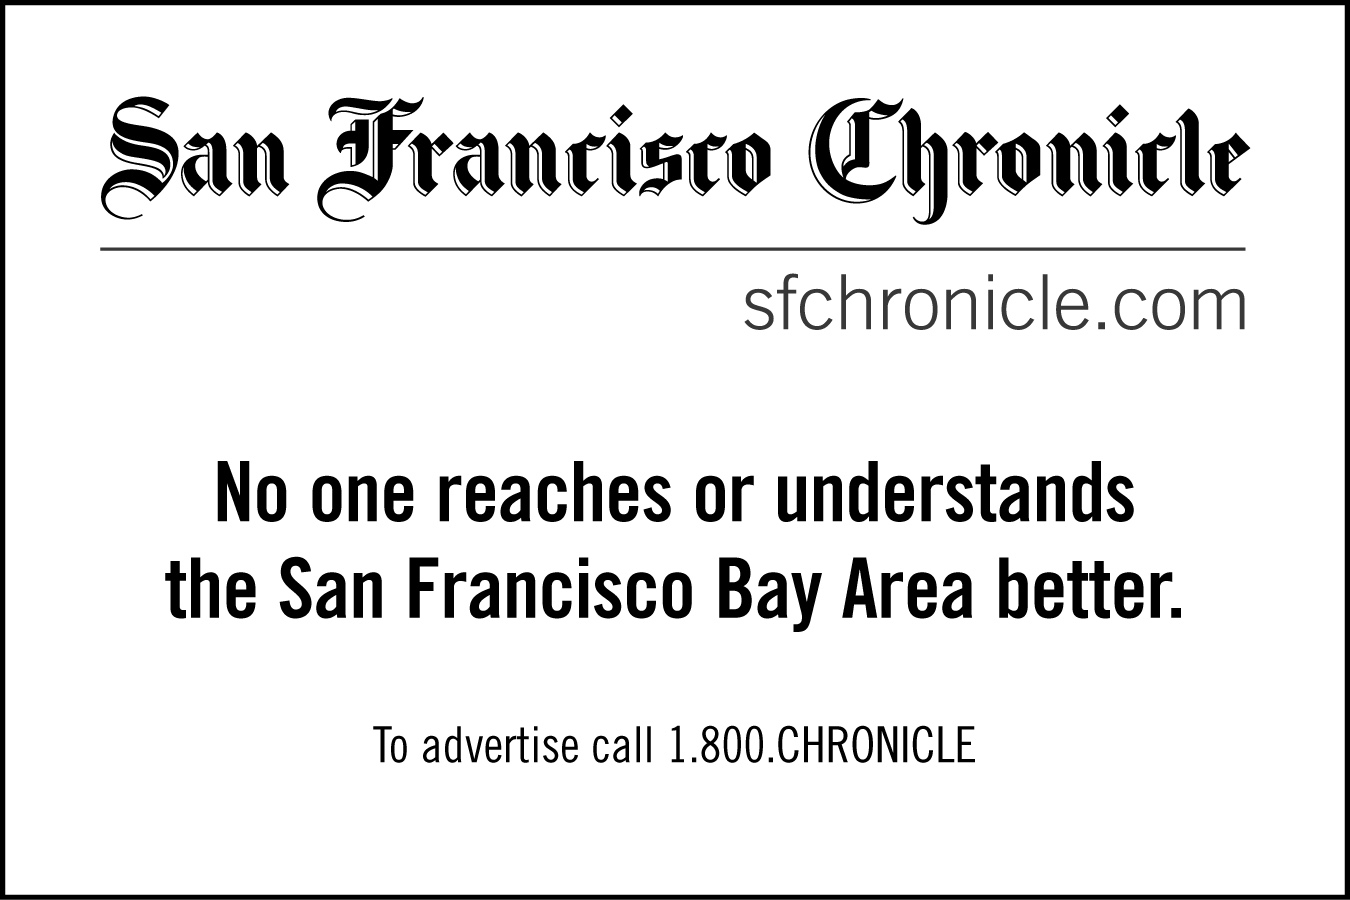 San Francisco Chronicle
sfchronicle.com
No one reaches or understands
the San Francisco Bay Area better.
To advertise call 1.800.CHRONICLE